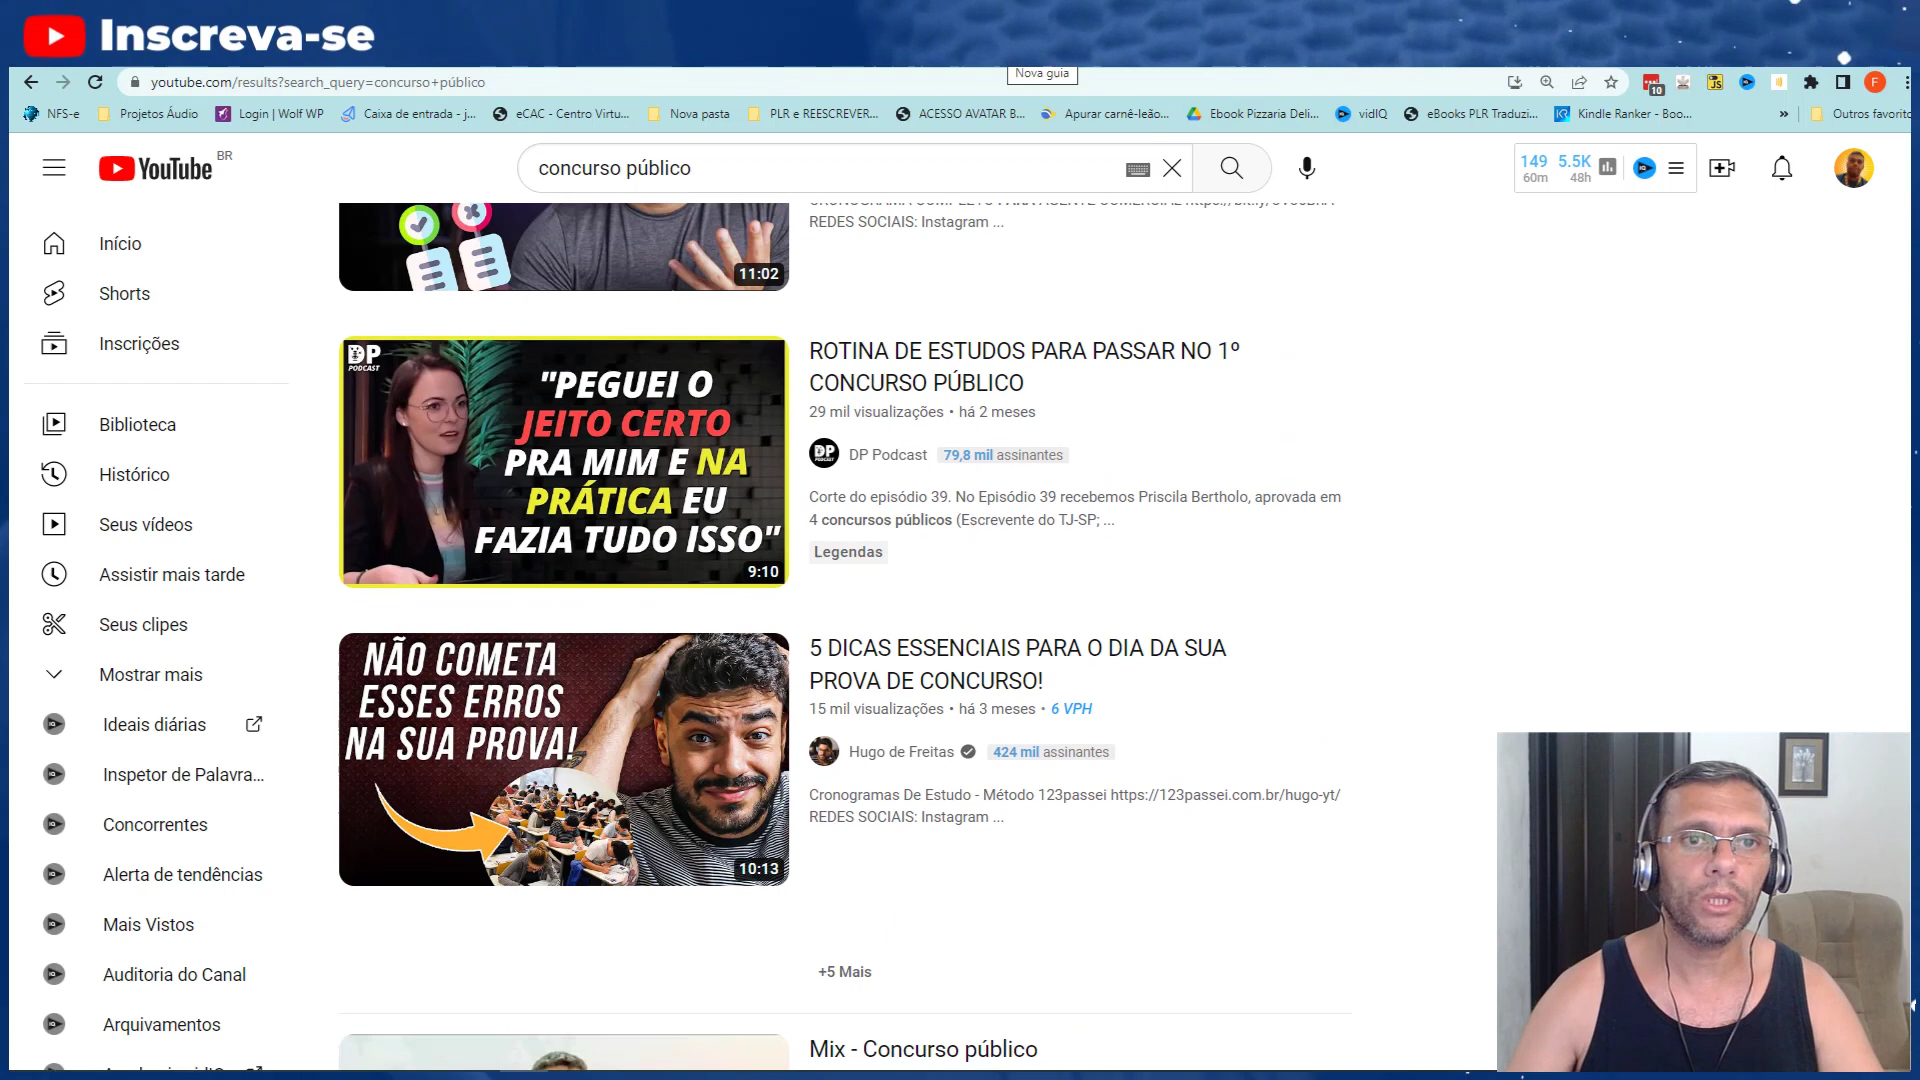 Inscreva-se
youtube.com/results?search_query=concurso+público
Nova guia
10
F
NFS-e
Projetos Áudio
Login | Wolf WP
Caixa de entrada - j...
eCAC - Centro Virtu...
Nova pasta
PLR e REESCREVER...
ACESSO AVATAR B...
Apurar carnê-leão...
Ebook Pizzaria Deli...
vidIQ
eBooks PLR Traduzi...
Kindle Ranker - Boo...
»
Outros favorito
YouTube BR
concurso público
149 5.5K
60m 48h
Início
Shorts
Inscrições
Biblioteca
Histórico
Seus vídeos
Assistir mais tarde
Seus clipes
Mostrar mais
Ideais diárias
Inspetor de Palavra...
Concorrentes
Alerta de tendências
Mais Vistos
Auditoria do Canal
Arquivamentos
11:02
REDES SOCIAIS: Instagram ...
DP
PODCAST
"PEGUEI O
JEITO CERTO
PRA MIM E NA
PRÁTICA EU
FAZIA TUDO ISSO"
9:10
ROTINA DE ESTUDOS PARA PASSAR NO 1º
CONCURSO PÚBLICO
29 mil visualizações • há 2 meses
DP Podcast 79,8 mil assinantes
Corte do episódio 39. No Episódio 39 recebemos Priscila Bertholo, aprovada em
4 concursos públicos (Escrevente do TJ-SP; ...
Legendas
NÃO COMETA
ESSES ERROS
NA SUA PROVA!
10:13
5 DICAS ESSENCIAIS PARA O DIA DA SUA
PROVA DE CONCURSO!
15 mil visualizações • há 3 meses • 6 VPH
Hugo de Freitas 424 mil assinantes
Cronogramas De Estudo - Método 123passei https://123passei.com.br/hugo-yt/
REDES SOCIAIS: Instagram ...
+5 Mais
Mix - Concurso público